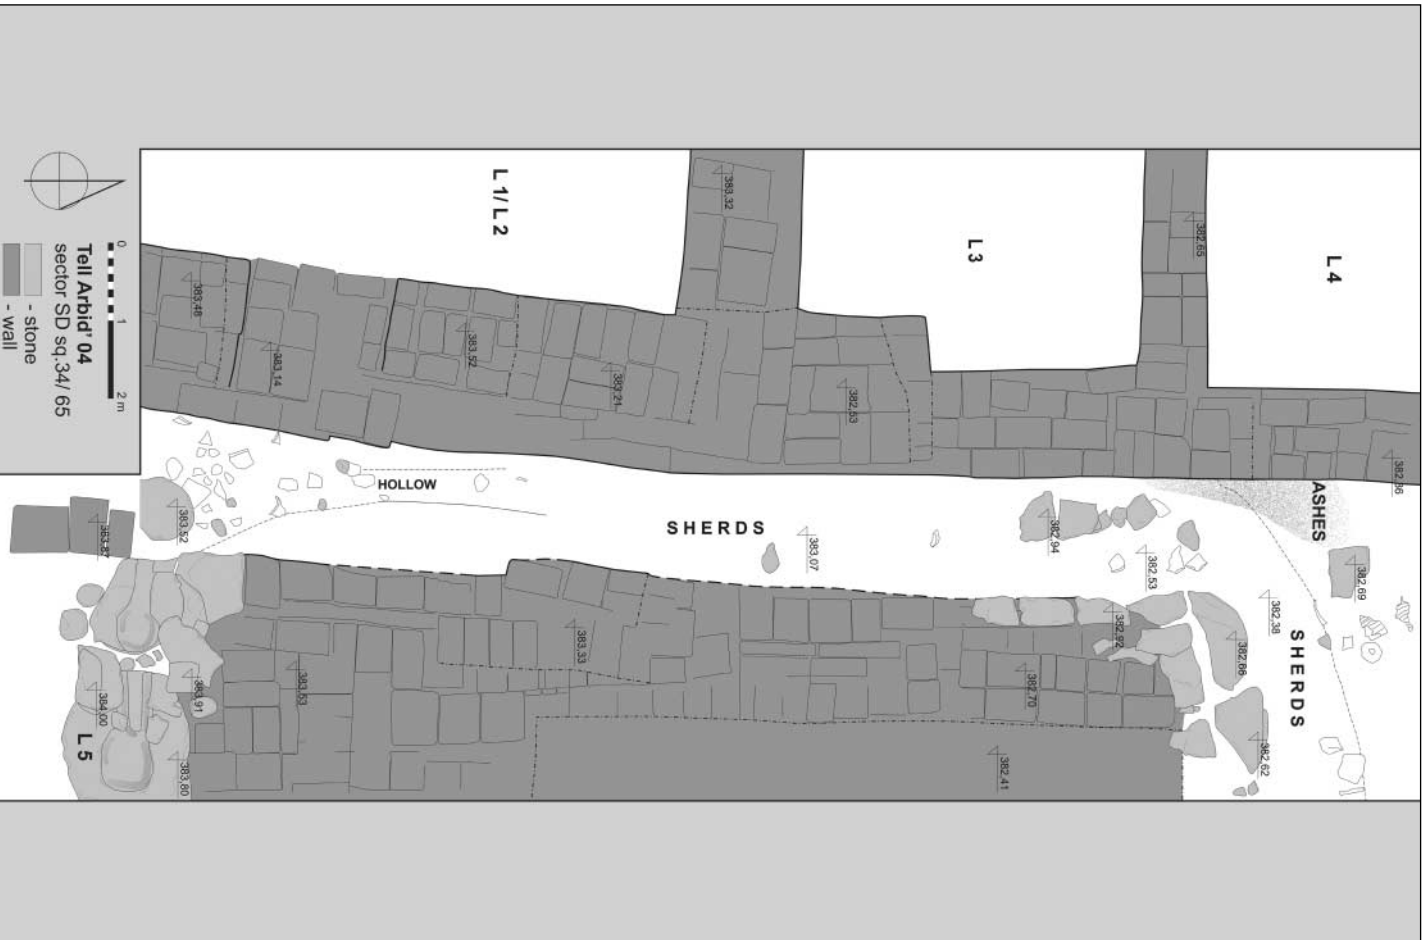 L 1/ L 2
L 3
L 4
383,32
382,65
383,48
383,14
383,52
383,21
382,53
382,86
0
1
2 m
Tell Arbid' 04
sector SD sq.34/ 65
- stone
- wall
HOLLOW
SHERDS
ASHES
383,87
383,52
383,07
382,94
382,53
382,69
382,38
SHERDS
383,33
382,92
382,66
383,53
383,91
384,00
382,70
L 5
383,80
382,41
382,62